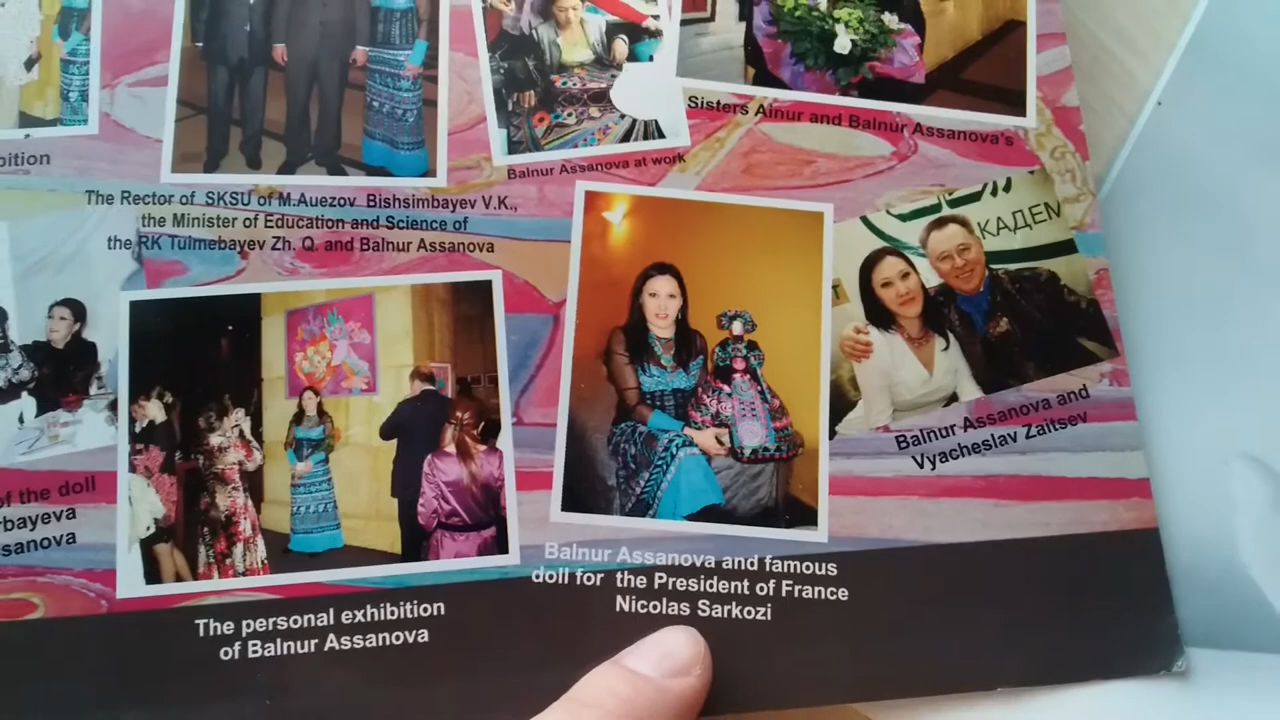 bition
The Rector of SKSU of M.Auezov Bishsimbayev V.K.,
the Minister of Education and Science of
the RK Tuimebayev Zh. Q. and Balnur Assanova
Balnur Assanova at work
Sisters Ainur and Balnur Assanova's
КАДЕМ
Balnur Assanova and
Vyacheslav Zaitsev
of the doll
rbayeva
sanova
The personal exhibition
of Balnur Assanova
Balnur Assanova and famous
doll for the President of France
Nicolas Sarkozi